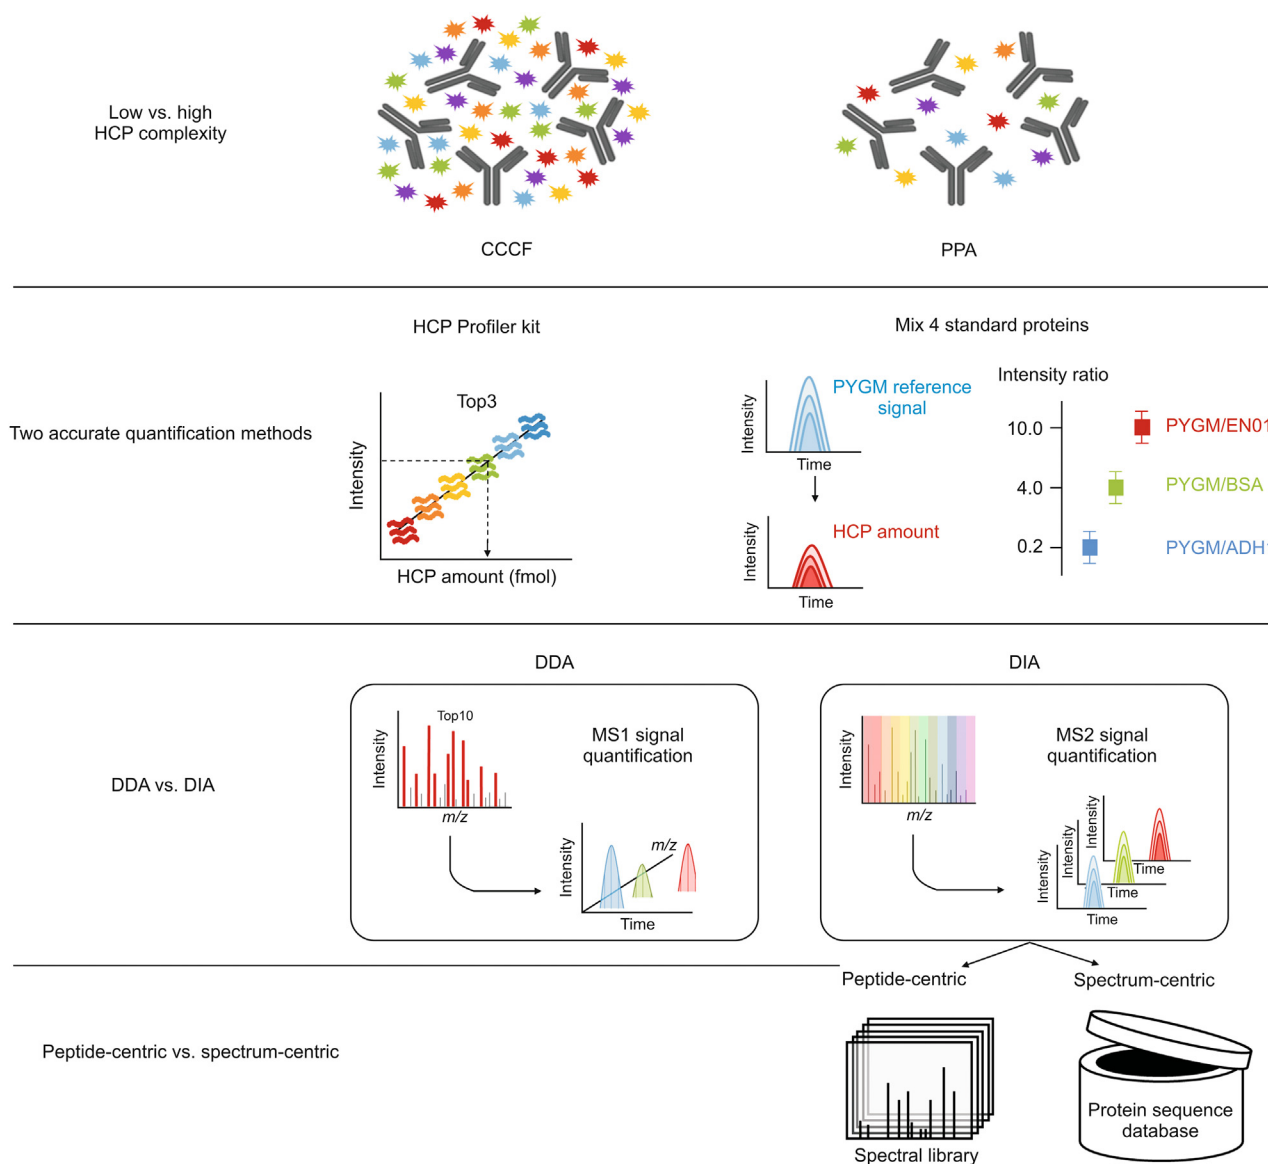 Low vs. high
HCP complexity
CCCF
PPA
HCP Profiler kit
Mix 4 standard proteins
Two accurate quantification methods
Top3
Intensity
HCP amount (fmol)
PYGM reference
signal
Intensity
Time
HCP amount
Intensity
Time
Intensity ratio
10.0
4.0
0.2
PYGM/EN01
PYGM/BSA
PYGM/ADH1
DDA
DIA
DDA vs. DIA
Top10
Intensity
m/z
MS1 signal
quantification
Intensity
m/z
Time
Intensity
m/z
MS2 signal
quantification
Intensity
Time
Intensity
Time
Intensity
Time
Peptide-centric
Spectrum-centric
Peptide-centric vs. spectrum-centric
Spectral library
Protein sequence
database